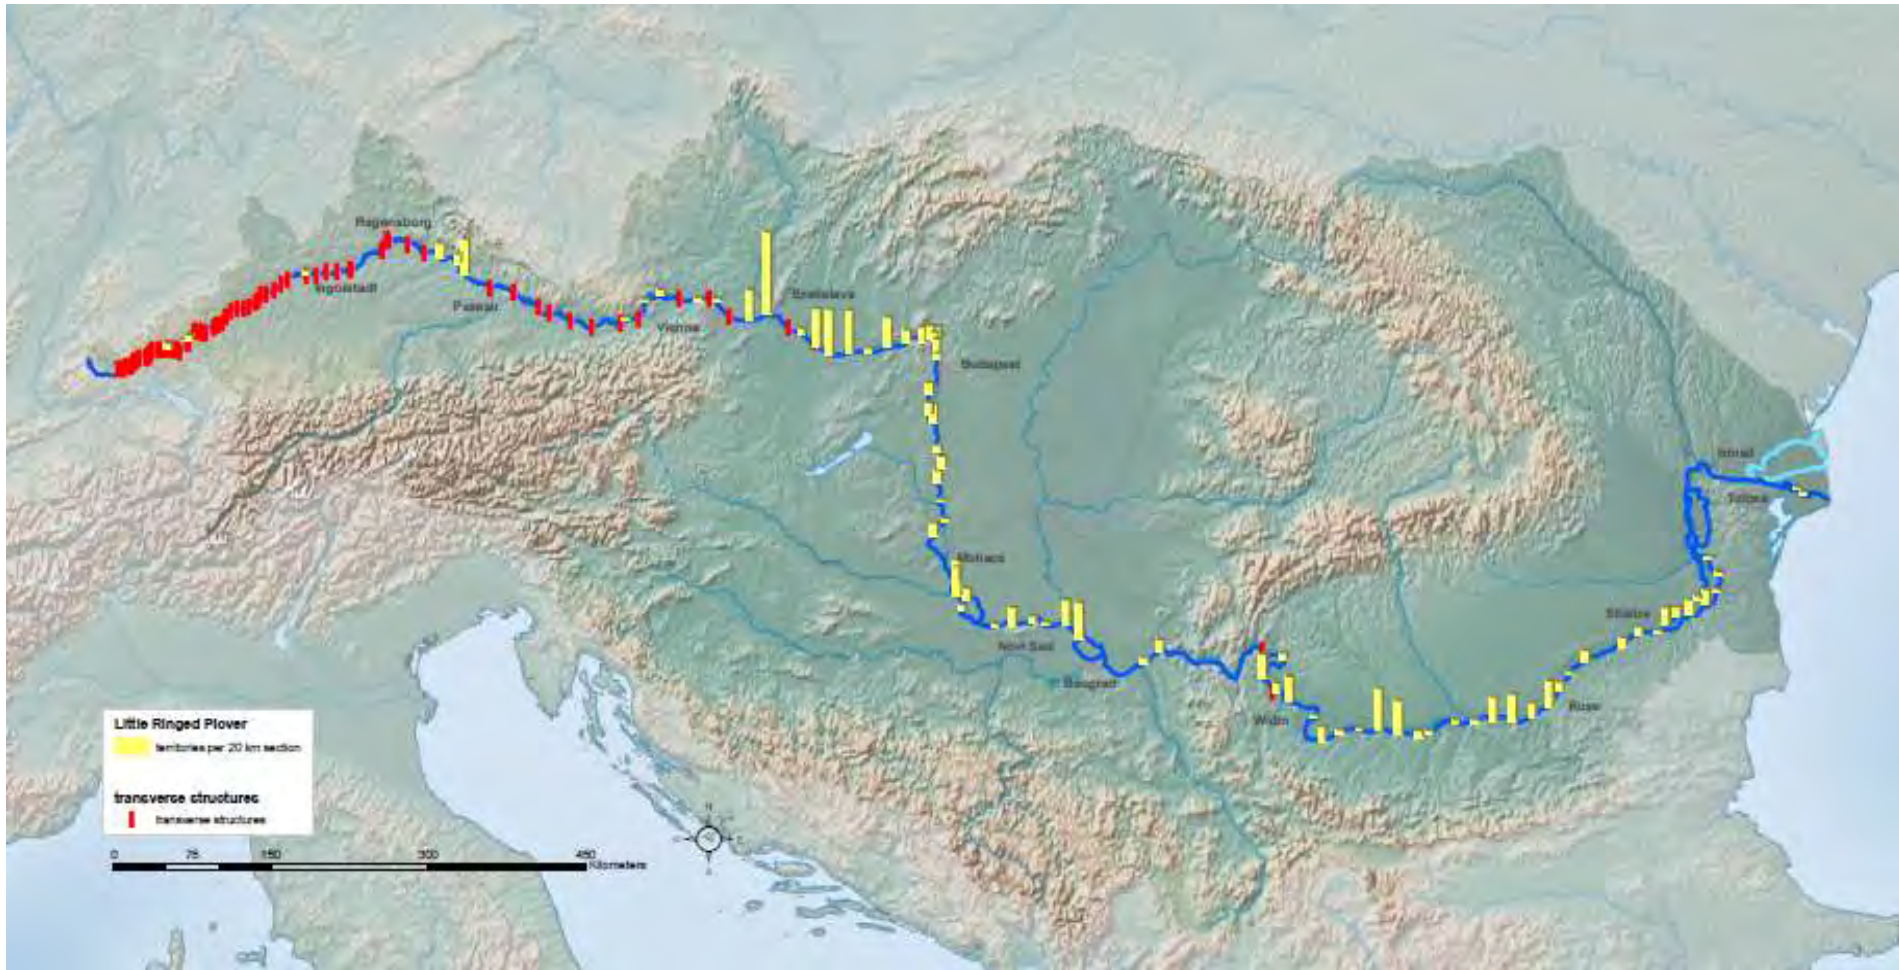 Regensburg
Ingolstadt
Passau
Vienna
Bratislava
Budapest
Mohacs
Novi Sad
Beograd
Widin
Ruse
Silistra
Ismail
Tulcea
Little Ringed Plover
territories per 20 km section
transverse structures
transverse structures
0 75 150 300 450
Kilometers
N